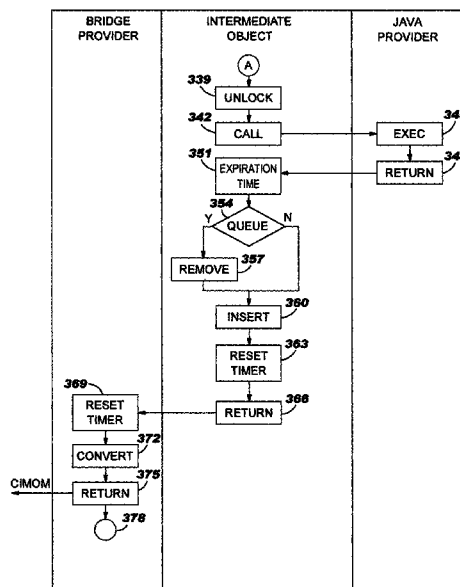 BRIDGE
PROVIDER
INTERMEDIATE
OBJECT
JAVA
PROVIDER
A
339
UNLOCK
342
CALL
EXEC
351
EXPIRATION
TIME
RETURN
354
Y
QUEUE
N
REMOVE
357
360
INSERT
363
RESET
TIMER
369
RESET
TIMER
366
RETURN
372
CONVERT
CIMOM
375
RETURN
378